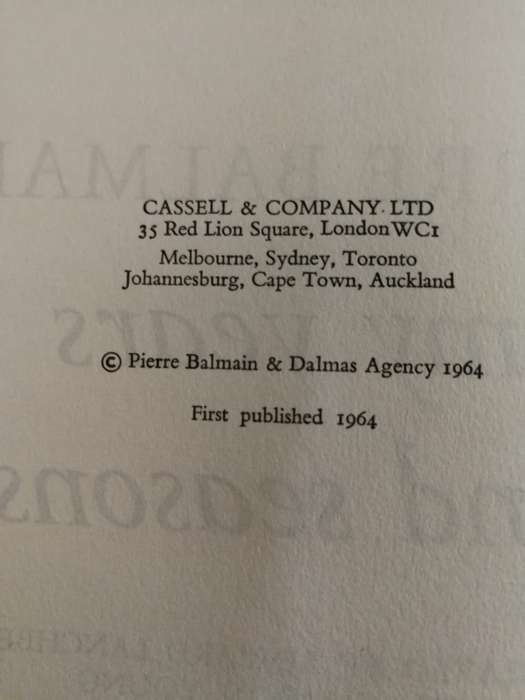 CASSELL & COMPANY LTD
35 Red Lion Square, London WC1
Melbourne, Sydney, Toronto
Johannesburg, Cape Town, Auckland
© Pierre Balmain & Dalmas Agency 1964
First published 1964